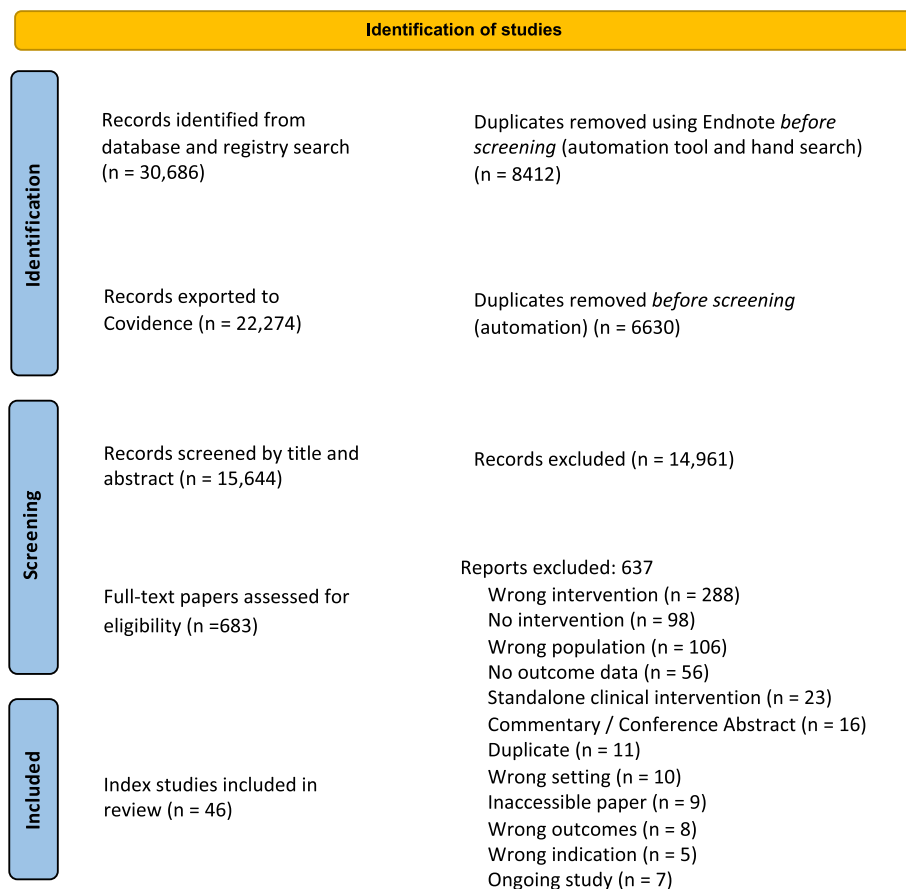 Identification of studies
Identification
Records identified from
database and registry search
(n = 30,686)
Duplicates removed using Endnote before
screening (automation tool and hand search)
(n = 8412)
Records exported to
Covidence (n = 22,274)
Duplicates removed before screening
(automation) (n = 6630)
Screening
Records screened by title and
abstract (n = 15,644)
Records excluded (n = 14,961)
Full-text papers assessed for
eligibility (n =683)
Reports excluded: 637
Wrong intervention (n = 288)
No intervention (n = 98)
Wrong population (n = 106)
No outcome data (n = 56)
Standalone clinical intervention (n = 23)
Commentary / Conference Abstract (n = 16)
Duplicate (n = 11)
Wrong setting (n = 10)
Inaccessible paper (n = 9)
Wrong outcomes (n = 8)
Wrong indication (n = 5)
Ongoing study (n = 7)
Included
Index studies included in
review (n = 46)